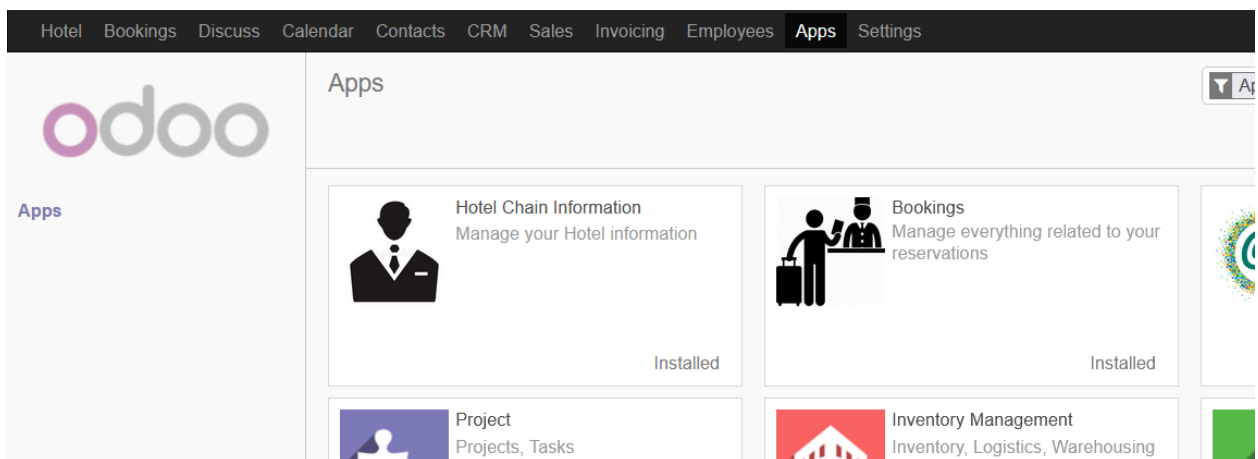 Hotel Bookings Discuss Calendar Contacts CRM Sales Invoicing Employees Apps Settings
odoo
Apps
Apps
Hotel Chain Information
Manage your Hotel information
Installed
Bookings
Manage everything related to your
reservations
Installed
Project
Projects, Tasks
Inventory Management
Inventory, Logistics, Warehousing